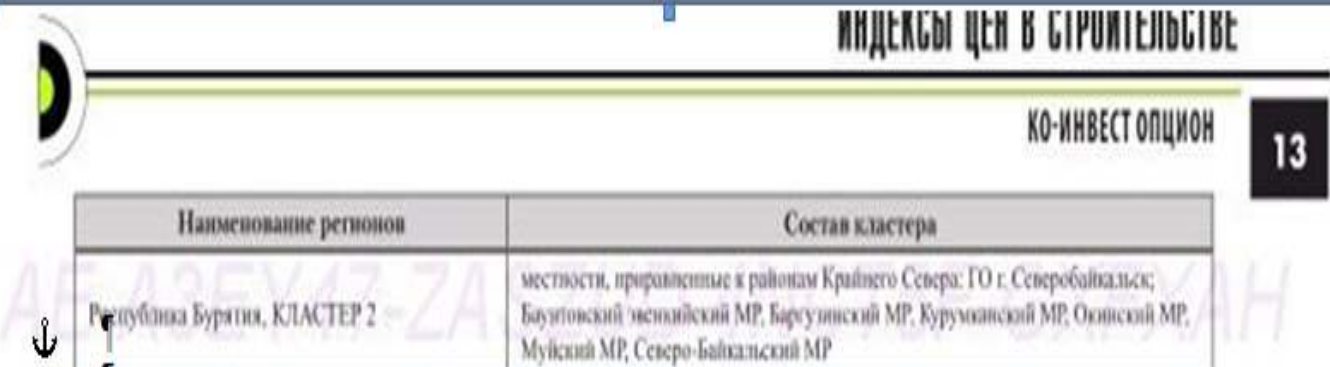 ИНДЕКСЫ ЦЕН В СТРОИТЕЛЬСТВЕ
КО-ИНВЕСТ ОПЦИОН
13
Наименование регионов
Состав кластера
Республика Бурятия, КЛАСТЕР 2
местности, приравненные к районам Крайнего Севера: ГО г. Северобайкальск;
Баунтовский эвенкийский МР, Баргузинский МР, Курумканский МР, Окинский МР,
Муйский МР, Северо-Байкальский МР